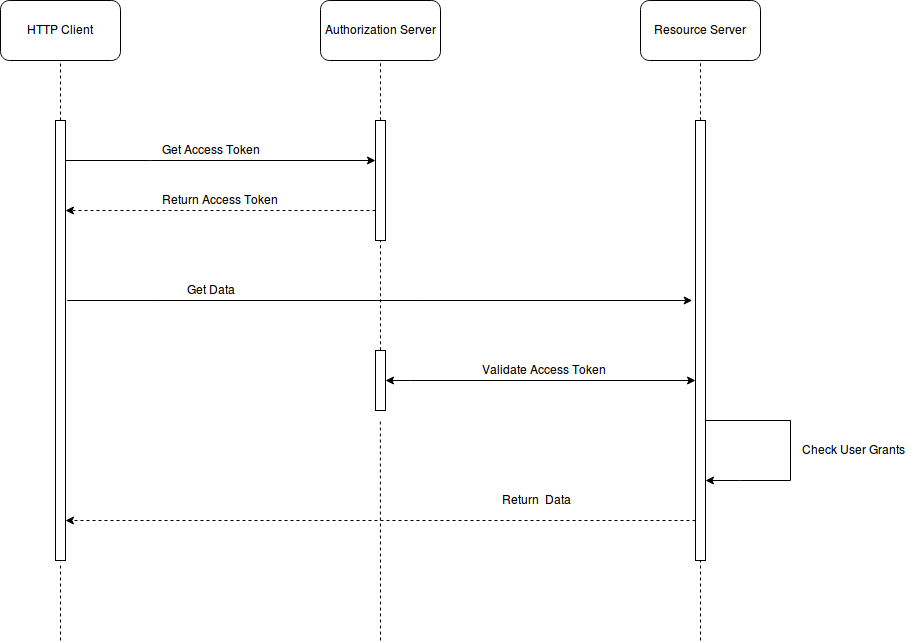 HTTP Client
Authorization Server
Resource Server
Get Access Token
Return Access Token
Get Data
Validate Access Token
Check User Grants
Return  Data